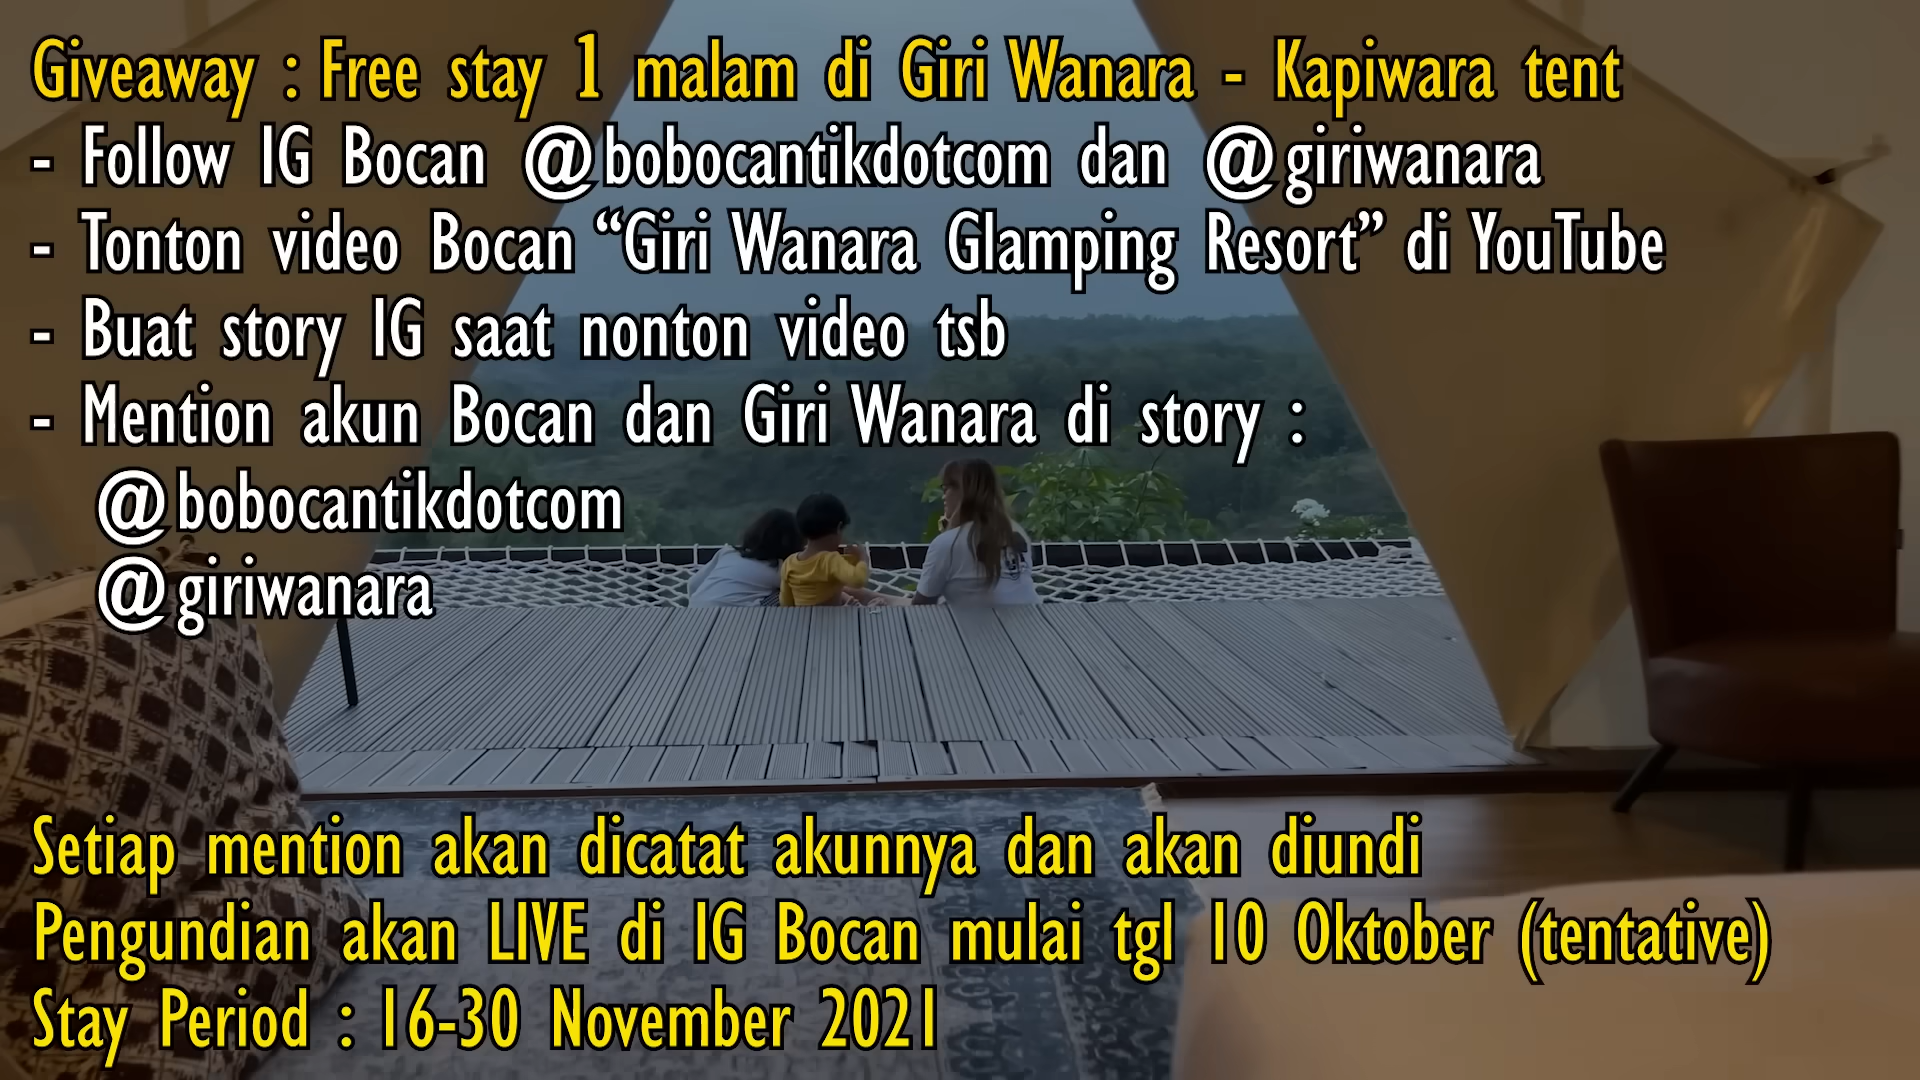 Giveaway : Free stay 1 malam di Giri Wanara - Kapiwara tent
- Follow IG Bocan @bobocantikdotcom dan @giriwanara
- Tonton video Bocan “Giri Wanara Glamping Resort” di YouTube
- Buat story IG saat nonton video tsb
- Mention akun Bocan dan Giri Wanara di story :
@bobocantikdotcom
@giriwanara
Setiap mention akan dicatat akunnya dan akan diundi
Pengundian akan LIVE di IG Bocan mulai tgl 10 Oktober (tentative)
Stay Period : 16-30 November 2021